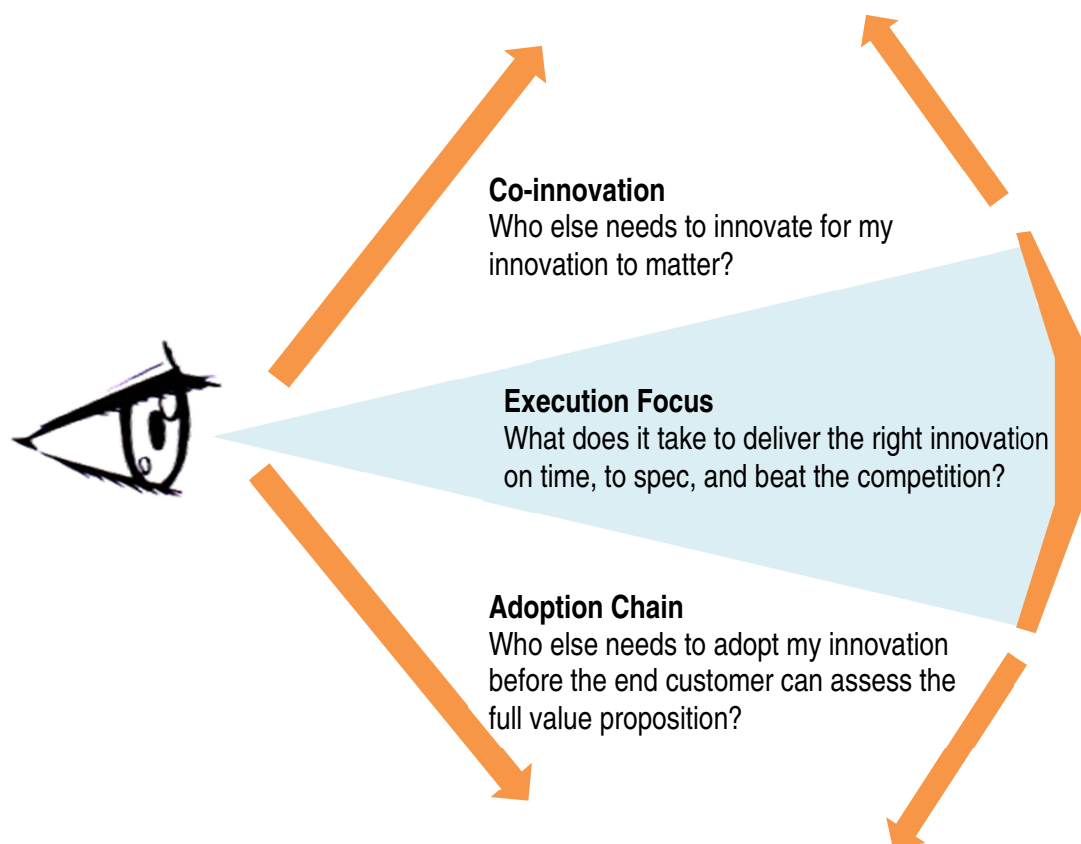 Co-innovation
Who else needs to innovate for my
innovation to matter?
Execution Focus
What does it take to deliver the right innovation
on time, to spec, and beat the competition?
Adoption Chain
Who else needs to adopt my innovation
before the end customer can assess the
full value proposition?